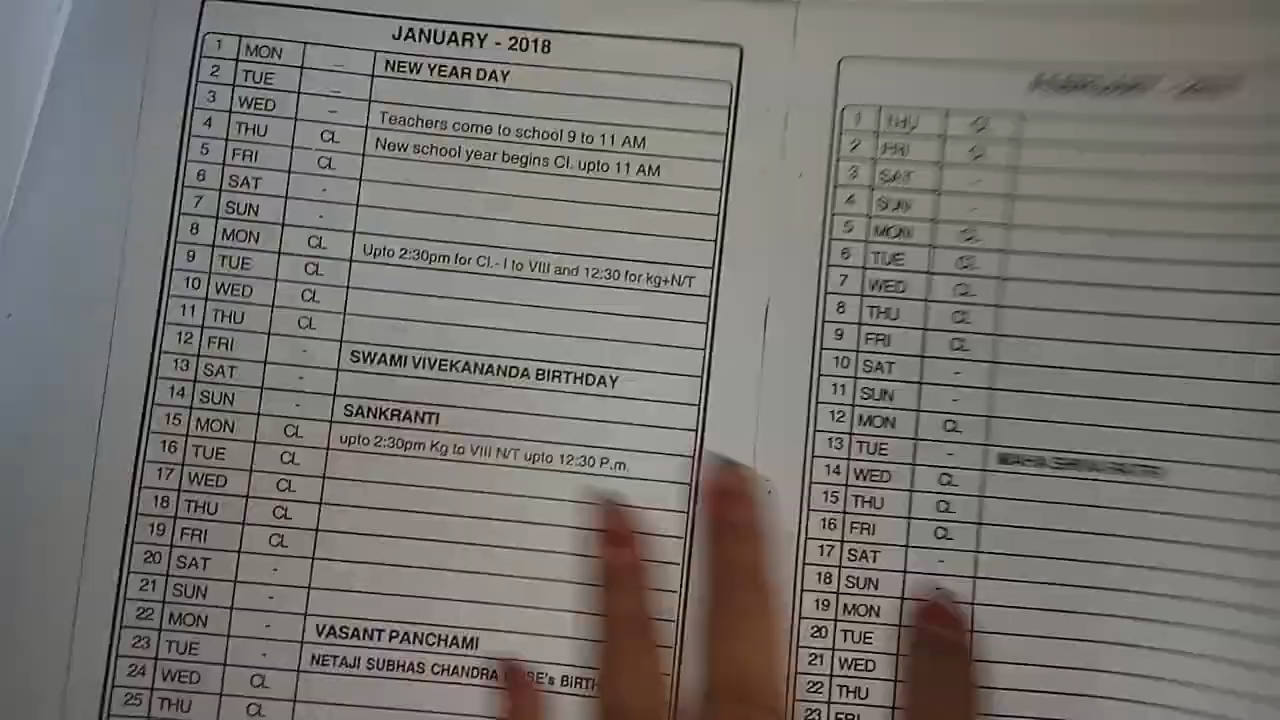 JANUARY - 2018
1 MON - NEW YEAR DAY
2 TUE -
3 WED - Teachers come to school 9 to 11 AM
4 THU CL New school year begins Cl. upto 11 AM
5 FRI CL
6 SAT -
7 SUN -
8 MON CL Upto 2:30pm for Cl.- I to VIII and 12:30 for kg+N/T
9 TUE CL
10 WED CL
11 THU CL
12 FRI - SWAMI VIVEKANANDA BIRTHDAY
13 SAT -
14 SUN - SANKRANTI
15 MON CL upto 2:30pm Kg to VIII N/T upto 12:30 P.m.
16 TUE CL
17 WED CL
18 THU CL
19 FRI CL
20 SAT -
21 SUN -
22 MON - VASANT PANCHAMI
23 TUE - NETAJI SUBHAS CHANDRA
24 WED CL
25 THU CL
1 THU CL
2 FRI CL
3 SAT -
4 SUN -
5 MON CL
6 TUE CL
7 WED CL
8 THU CL
9 FRI CL
10 SAT -
11 SUN -
12 MON CL
13 TUE -
14 WED CL
15 THU CL
16 FRI CL
17 SAT -
18 SUN -
19 MON
20 TUE
21 WED
22 THU
23 FRI